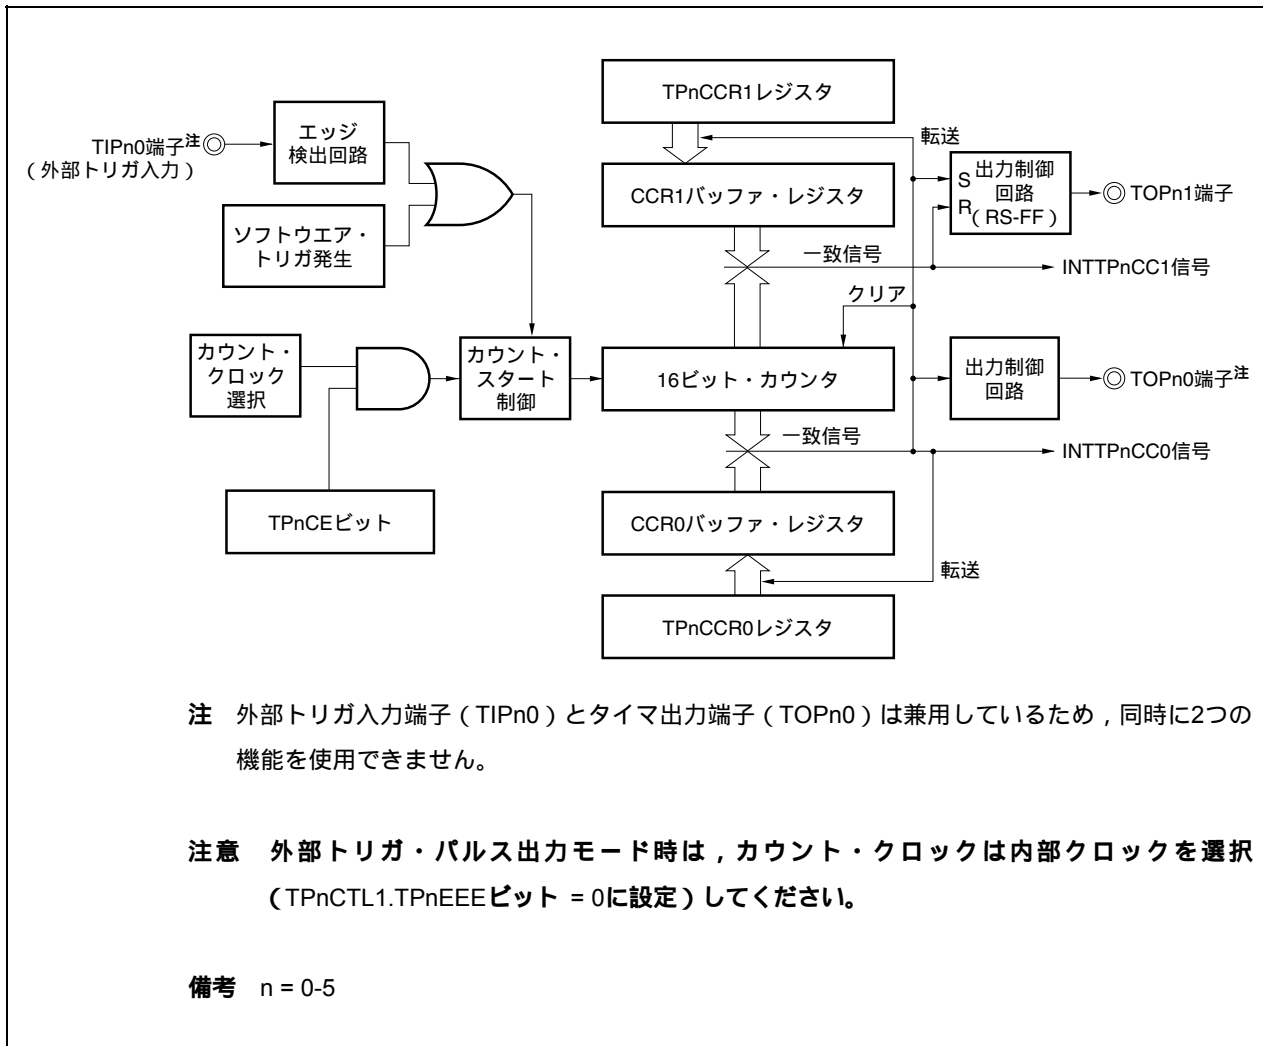 TPnCCR1レジスタ
TIPn0端子注
（外部トリガ入力）
エッジ
検出回路
転送
CCR1バッファ・レジスタ
S 出力制御
回路
R（RS-FF）
TOPn1端子
ソフトウエア・
トリガ発生
一致信号
INTTPnCC1信号
クリア
カウント・
クロック
選択
カウント・
スタート
制御
16ビット・カウンタ
出力制御
回路
TOPn0端子注
一致信号
INTTPnCC0信号
TPnCEビット
CCR0バッファ・レジスタ
転送
TPnCCR0レジスタ
注　外部トリガ入力端子（TIPn0）とタイマ出力端子（TOPn0）は兼用しているため，同時に2つの
機能を使用できません。
注意　外部トリガ・パルス出力モード時は，カウント・クロックは内部クロックを選択
（TPnCTL1.TPnEEEビット = 0に設定）してください。
備考　n = 0-5